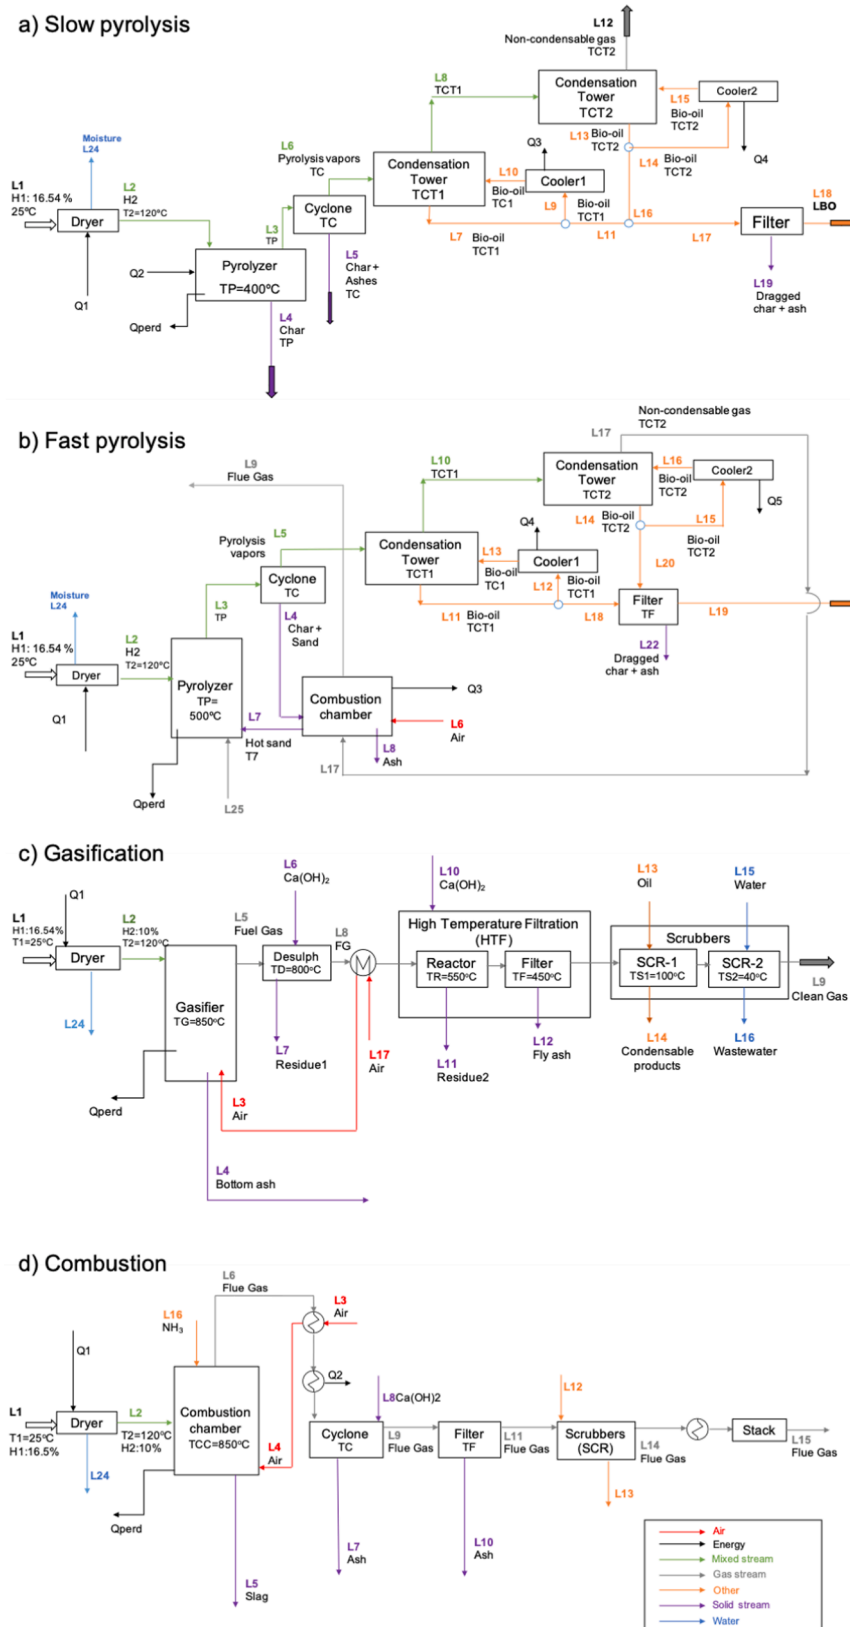 a) Slow pyrolysis
L12
Non-condensable gas
TCT2
L8
TCT1
Condensation
Tower
TCT2
L15
Bio-oil
TCT2
Cooler2
Q4
L13 Bio-oil
TCT2
L14 Bio-oil
TCT2
Moisture
L24
L6
Pyrolysis vapors
TC
Condensation
Tower
TCT1
Q3
L10
Bio-oil
TC1
Cooler1
L9
Bio-oil
TCT1
L16
L1
H1: 16.54 %
25ºC
L2
H2
T2=120ºC
Dryer
Q1
Cyclone
TC
L3
TP
L7 Bio-oil
TCT1
L11
L17
Filter
L18
LBO
Q2
Pyrolyzer
TP=400ºC
Qperd
L5
Char +
Ashes
TC
L4
Char
TP
L19
Dragged
char + ash
b) Fast pyrolysis
Non-condensable gas
TCT2
L17
L9
Flue Gas
L10
TCT1
Condensation
Tower
TCT2
L16
Bio-oil
TCT2
Cooler2
Q5
L14 Bio-oil
TCT2
L15
Bio-oil
TCT2
Pyrolysis
vapors
L5
Condensation
Tower
TCT1
Q4
L13
Bio-oil
TC1
Cooler1
L12
Bio-oil
TCT1
L20
Moisture
L24
Cyclone
TC
L3
TP
L4
Char +
Sand
L11 Bio-oil
TCT1
L18
Filter
TF
L19
L22
Dragged
char + ash
L1
H1: 16.54 %
25ºC
L2
H2
T2=120ºC
Dryer
Q1
Pyrolyzer
TP=
500ºC
L7
Hot sand
T7
Combustion
chamber
Q3
L6
Air
L8
Ash
L17
Qperd
L25
c) Gasification
Q1
L6
Ca(OH)2
L10
Ca(OH)2
L13
Oil
L15
Water
L1
H1:16.54%
T1=25ºC
L2
H2:10%
T2=120ºC
Dryer
L24
Gasifier
TG=850ºC
L5
Fuel Gas
Desulph
TD=800ºC
L8
FG
M
High Temperature Filtration
(HTF)
Reactor
TR=550ºC
Filter
TF=450ºC
Scrubbers
SCR-1
TS1=100ºC
SCR-2
TS2=40ºC
L9
Clean Gas
L7
Residue1
L17
Air
L11
Residue2
L12
Fly ash
L14
Condensable
products
L16
Wastewater
Qperd
L3
Air
L4
Bottom ash
d) Combustion
L6
Flue Gas
L3
Air
L16
NH3
Q1
Q2
L1
T1=25ºC
H1:16.5%
Dryer
L2
T2=120ºC
H2:10%
L24
Combustion
chamber
TCC=850ºC
L4
Air
L8Ca(OH)2
Cyclone
TC
L9
Flue Gas
Filter
TF
L11
Flue Gas
L12
Scrubbers
(SCR)
L14
Flue Gas
Stack
L15
Flue Gas
L13
Qperd
L5
Slag
L7
Ash
L10
Ash
Air
Energy
Mixed stream
Gas stream
Other
Solid stream
Water